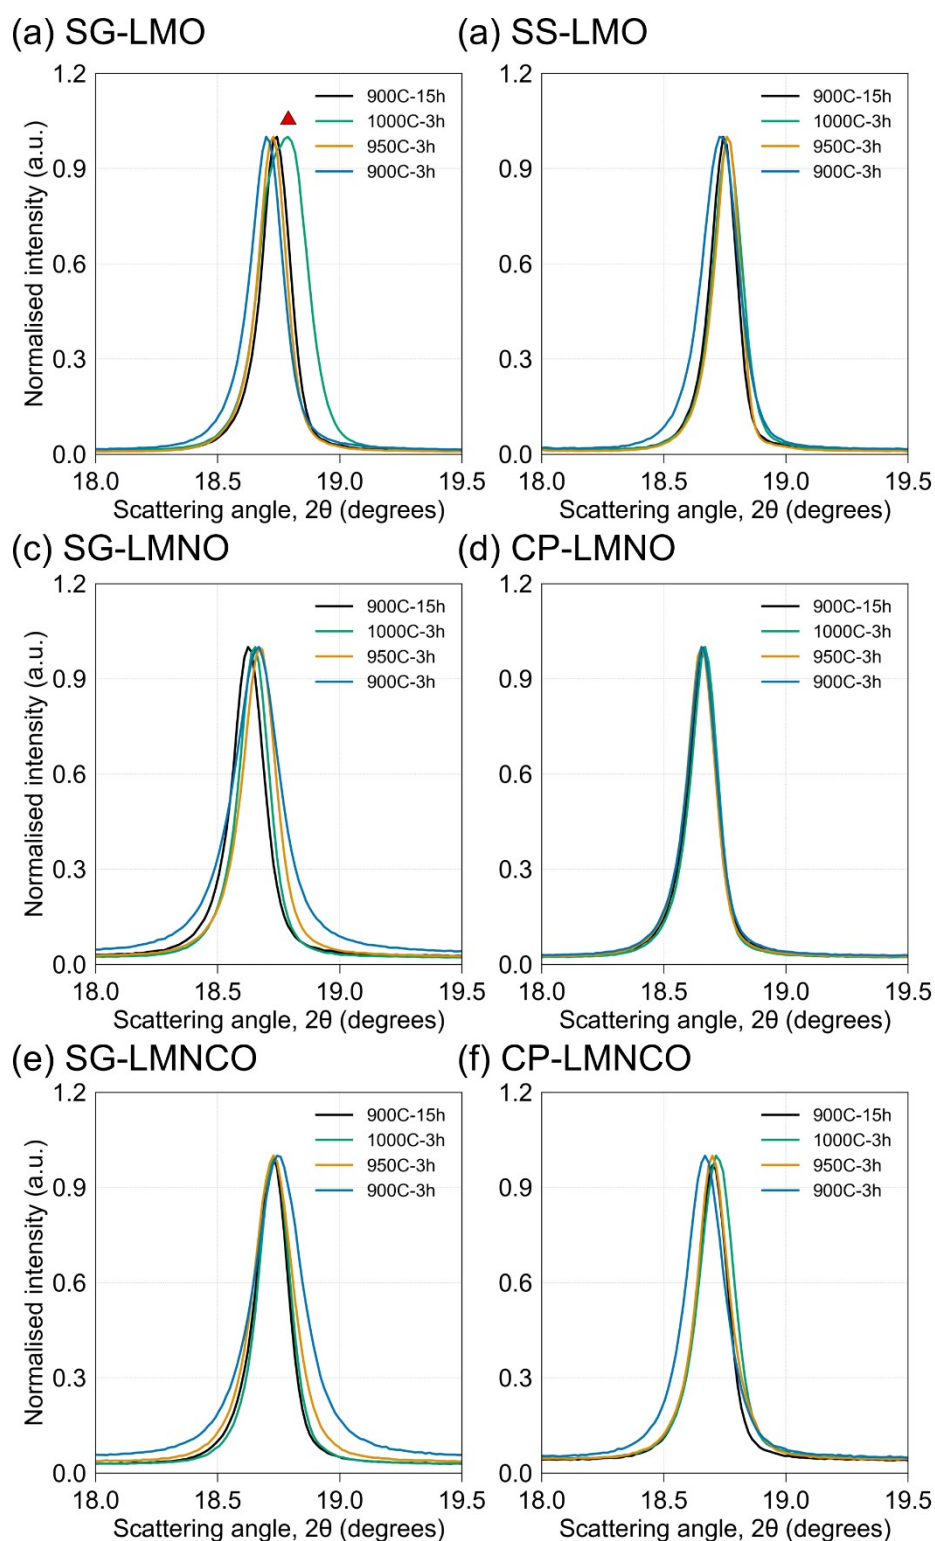 (a) SG-LMO
1.2
0.9
0.6
0.3
0.0
Normalised intensity (a.u.)
900C-15h
1000C-3h
950C-3h
900C-3h
18.0 18.5 19.0 19.5
Scattering angle, 2θ (degrees)
(a) SS-LMO
1.2
0.9
0.6
0.3
0.0
900C-15h
1000C-3h
950C-3h
900C-3h
18.0 18.5 19.0 19.5
Scattering angle, 2θ (degrees)
(c) SG-LMNO
1.2
0.9
0.6
0.3
0.0
Normalised intensity (a.u.)
900C-15h
1000C-3h
950C-3h
900C-3h
18.0 18.5 19.0 19.5
Scattering angle, 2θ (degrees)
(d) CP-LMNO
1.2
0.9
0.6
0.3
0.0
900C-15h
1000C-3h
950C-3h
900C-3h
18.0 18.5 19.0 19.5
Scattering angle, 2θ (degrees)
(e) SG-LMNCO
1.2
0.9
0.6
0.3
0.0
Normalised intensity (a.u.)
900C-15h
1000C-3h
950C-3h
900C-3h
18.0 18.5 19.0 19.5
Scattering angle, 2θ (degrees)
(f) CP-LMNCO
1.2
0.9
0.6
0.3
0.0
900C-15h
1000C-3h
950C-3h
900C-3h
18.0 18.5 19.0 19.5
Scattering angle, 2θ (degrees)